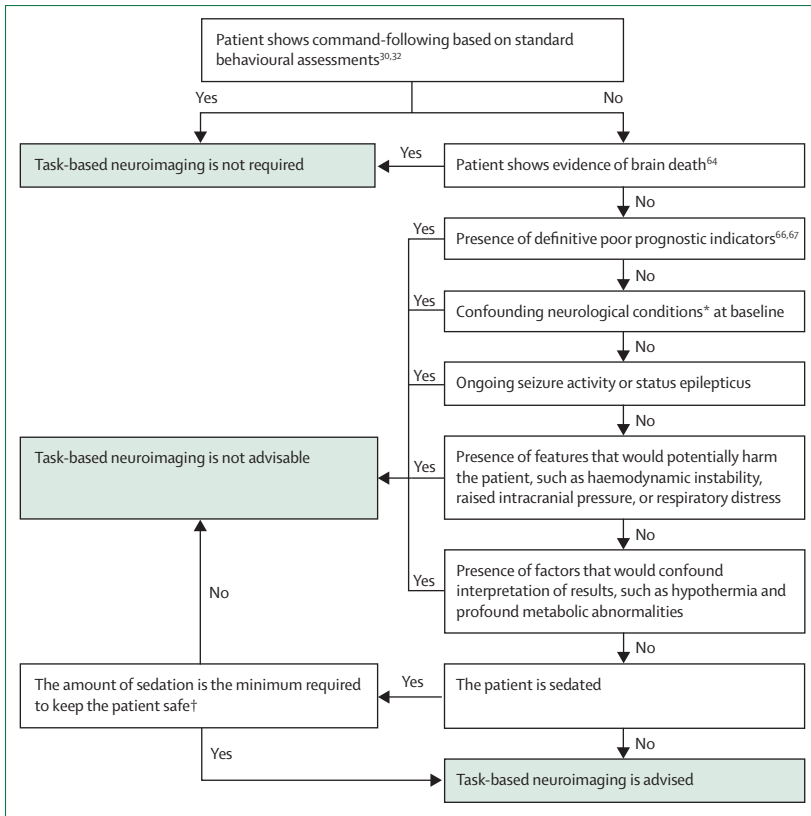 Patient shows command-following based on standard
behavioural assessments30,32
Yes
No
Task-based neuroimaging is not required
Yes
Patient shows evidence of brain death64
No
Yes
Presence of definitive poor prognostic indicators66,67
No
Yes
Confounding neurological conditions* at baseline
No
Yes
Ongoing seizure activity or status epilepticus
No
Task-based neuroimaging is not advisable
Yes
Presence of features that would potentially harm
the patient, such as haemodynamic instability,
raised intracranial pressure, or respiratory distress
No
Yes
Presence of factors that would confound
interpretation of results, such as hypothermia and
profound metabolic abnormalities
No
No
The amount of sedation is the minimum required
to keep the patient safe†
Yes
The patient is sedated
Yes
No
Task-based neuroimaging is advised